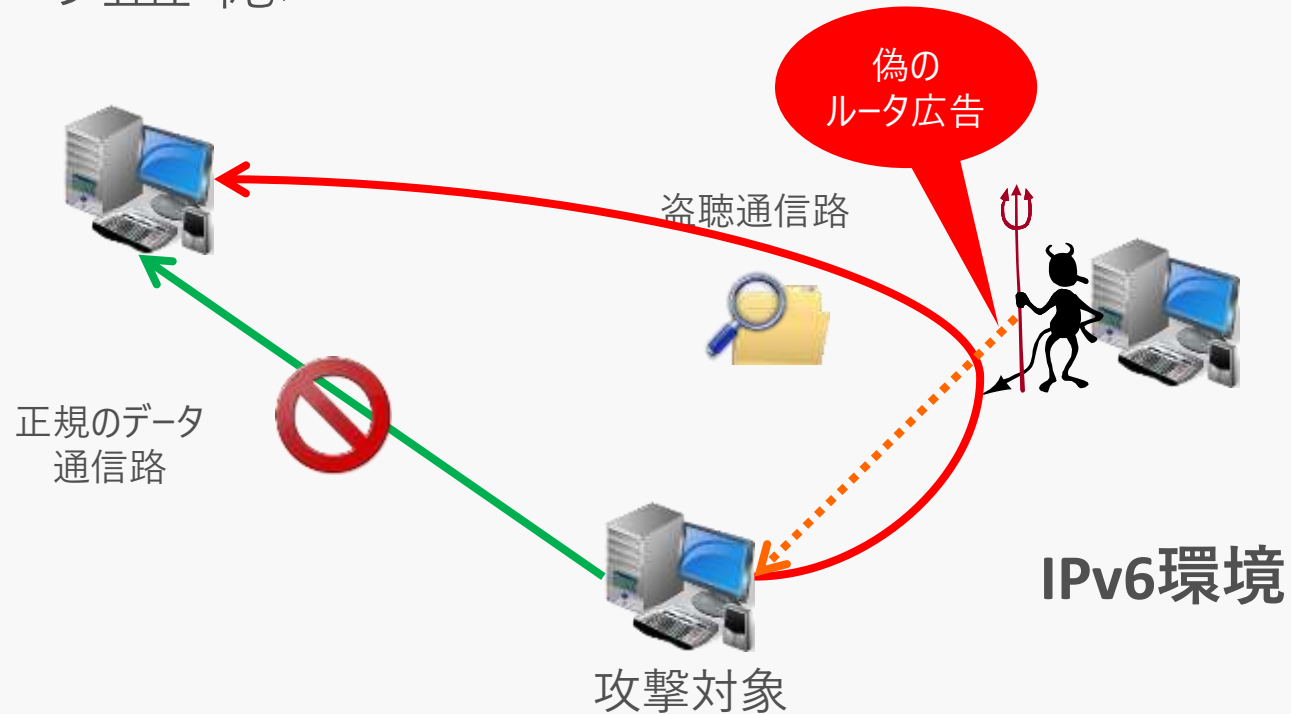 偽の
ルータ広告
盗聴通信路
正規のデータ
通信路
IPv6環境
攻撃対象